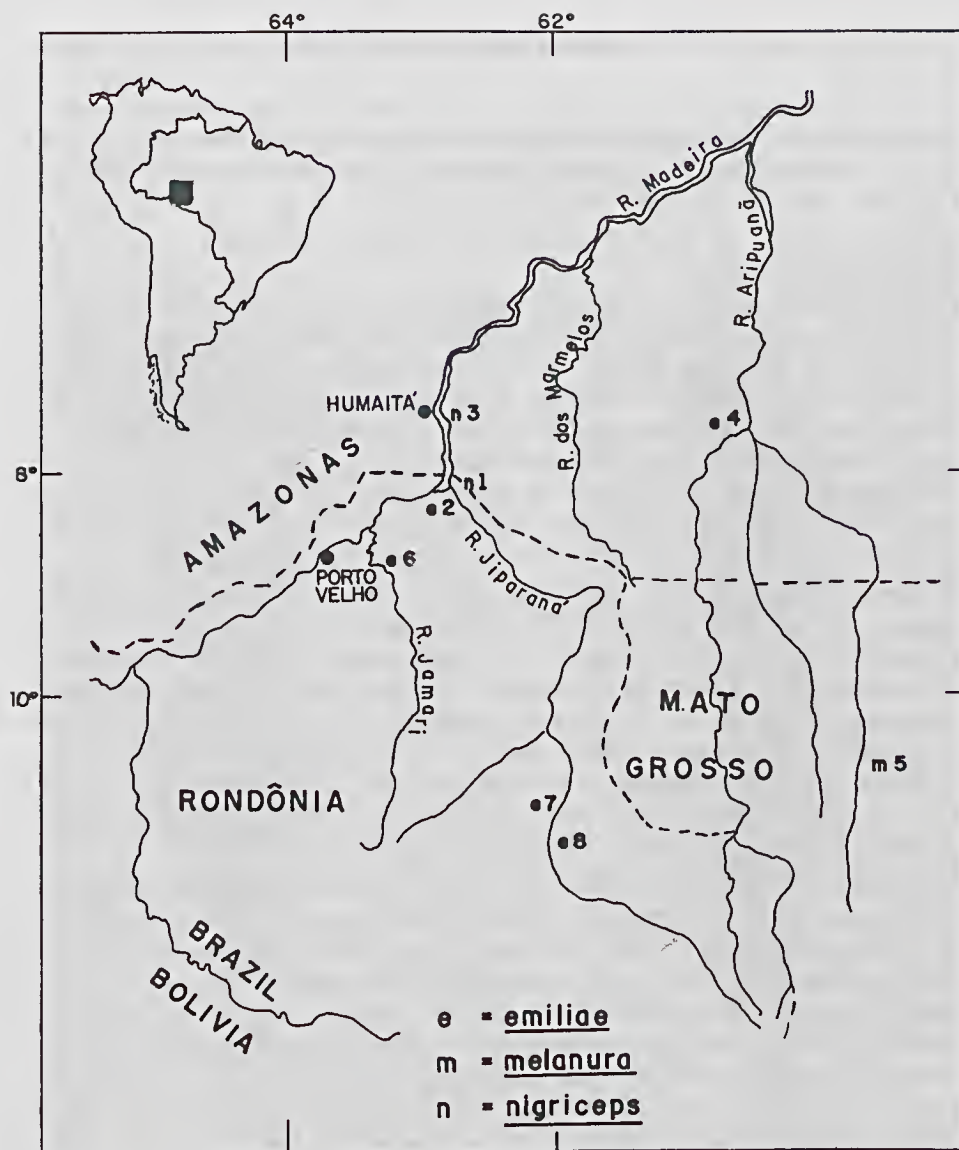 64°
62°
R. Madeira
R. Aripuanã
R. dos Marmelos
HUMAITÁ
n3
4
8°
AMAZONAS
n1
2
R. Jiparaná
6
PORTO
VELHO
R. Jamari
10°
MATO
GROSSO
m5
RONDÔNIA
7
8
BRAZIL
BOLIVIA
e = emiliae
m = melanura
n = nigriceps